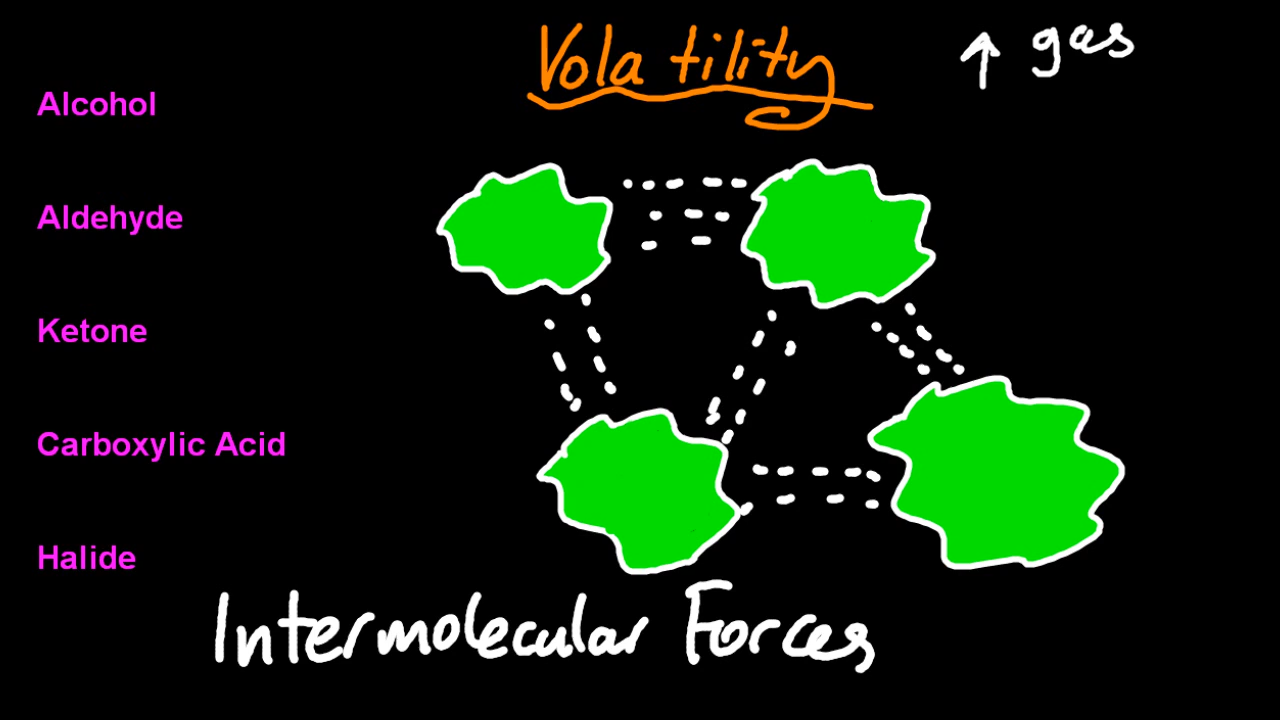 Volatility
↑ gas
Alcohol
Aldehyde
Ketone
Carboxylic Acid
Halide
Intermolecular Forces